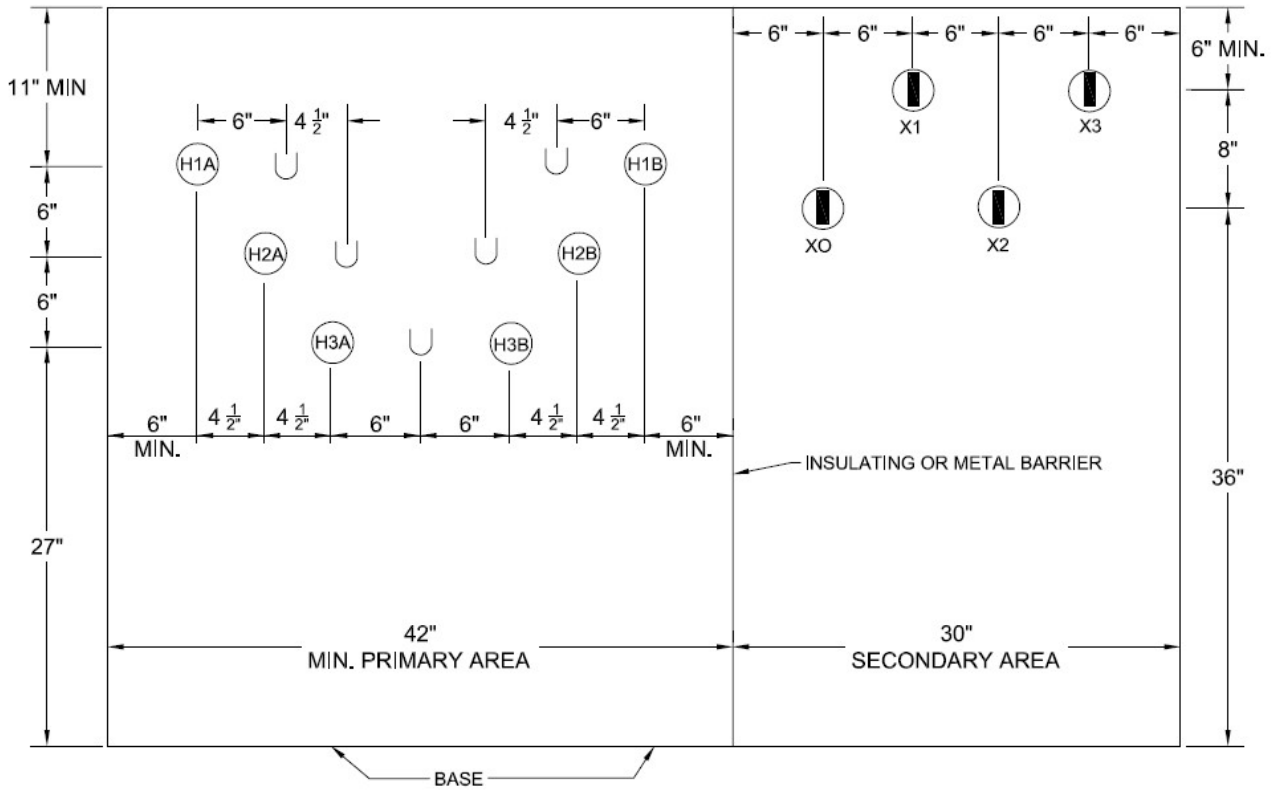 6" 6" 6" 6" 6"
6" MIN.
11" MIN
6" 4 1/2" 4 1/2" 6"
X1 X3
8"
H1A H1B
6"
XO X2
H2A H2B
6"
H3A H3B
6" 4 1/2" 4 1/2" 6" 6" 4 1/2" 4 1/2" 6"
MIN. MIN.
INSULATING OR METAL BARRIER
36"
27"
42" 30"
MIN. PRIMARY AREA SECONDARY AREA
BASE